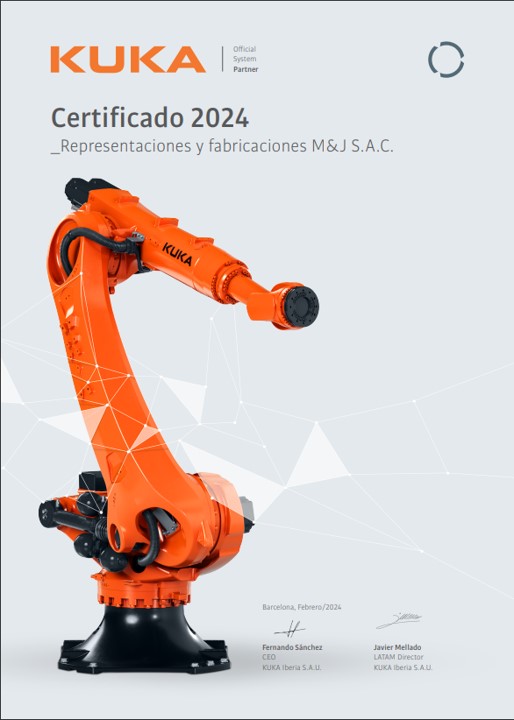 KUKA
Official
System
Partner
Certificado 2024
_Representaciones y fabricaciones M&J S.A.C.
KUKA
Barcelona, Febrero/2024
Fernando Sánchez
CEO
KUKA Iberia S.A.U.
Javier Mellado
LATAM Director
KUKA Iberia S.A.U.